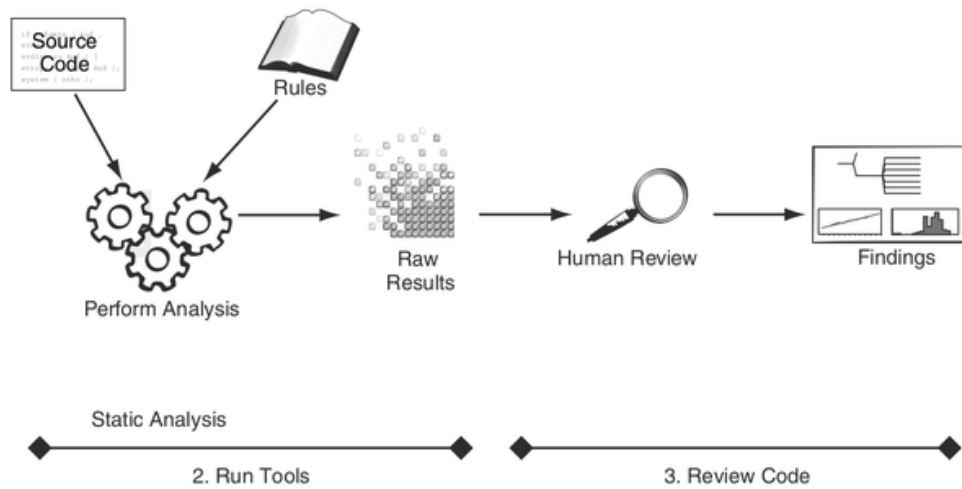 Source
Code
Rules
Raw
Results
Perform Analysis
Human Review
Findings
Static Analysis
2. Run Tools
3. Review Code